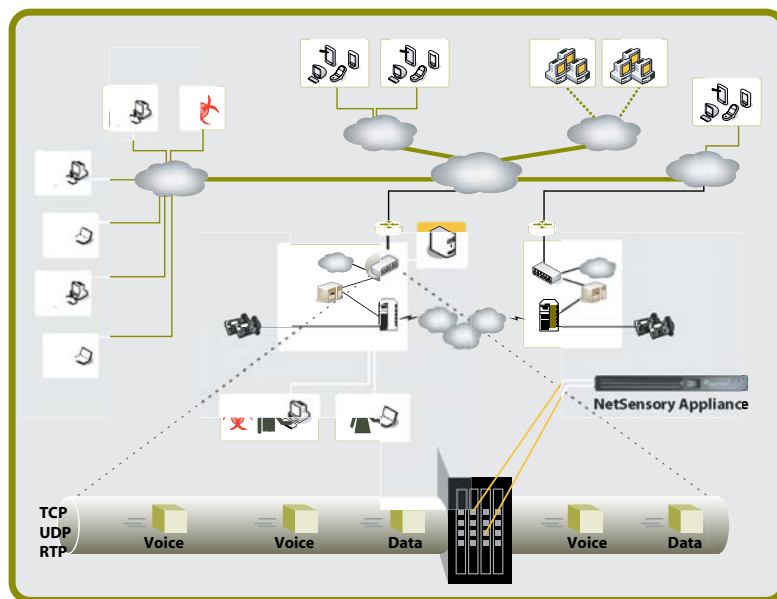 NetSensory Appliance
TCP
UDP
RTP
Voice
Voice
Data
Voice
Data